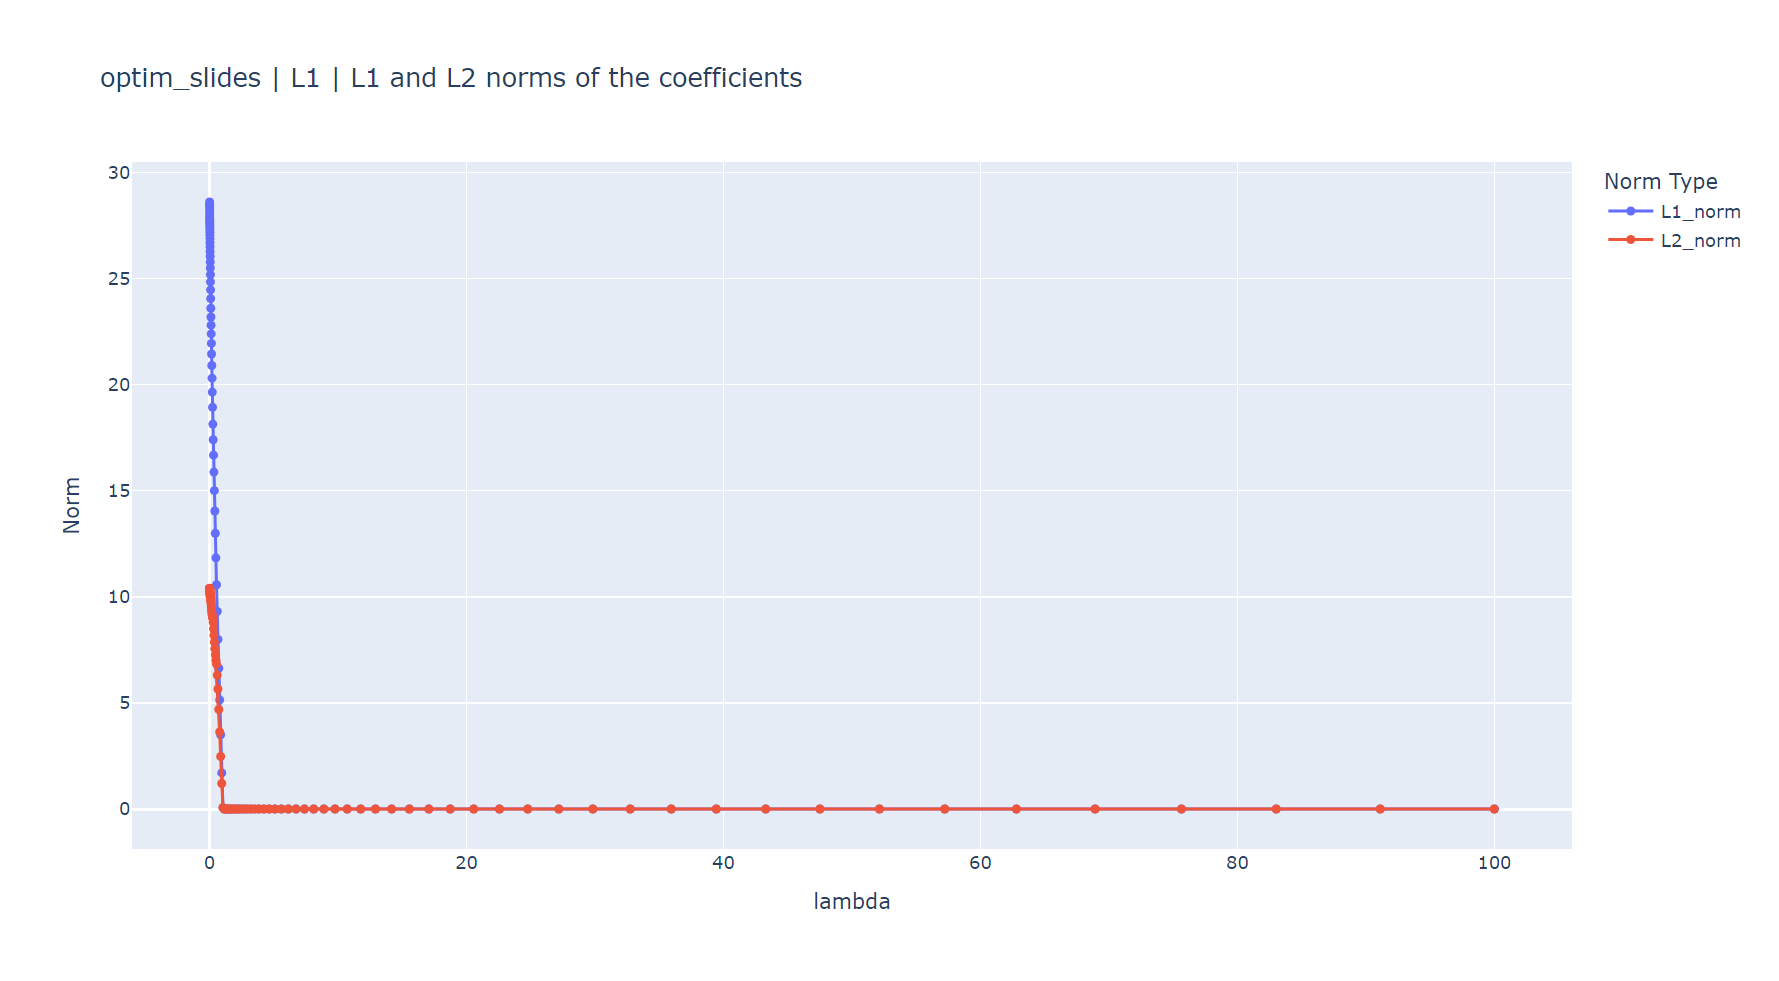 optim_slides | L1 | L1 and L2 norms of the coefficients
Norm Type
L1_norm
L2_norm
30
25
20
15
10
5
0
Norm
0 20 40 60 80 100
lambda